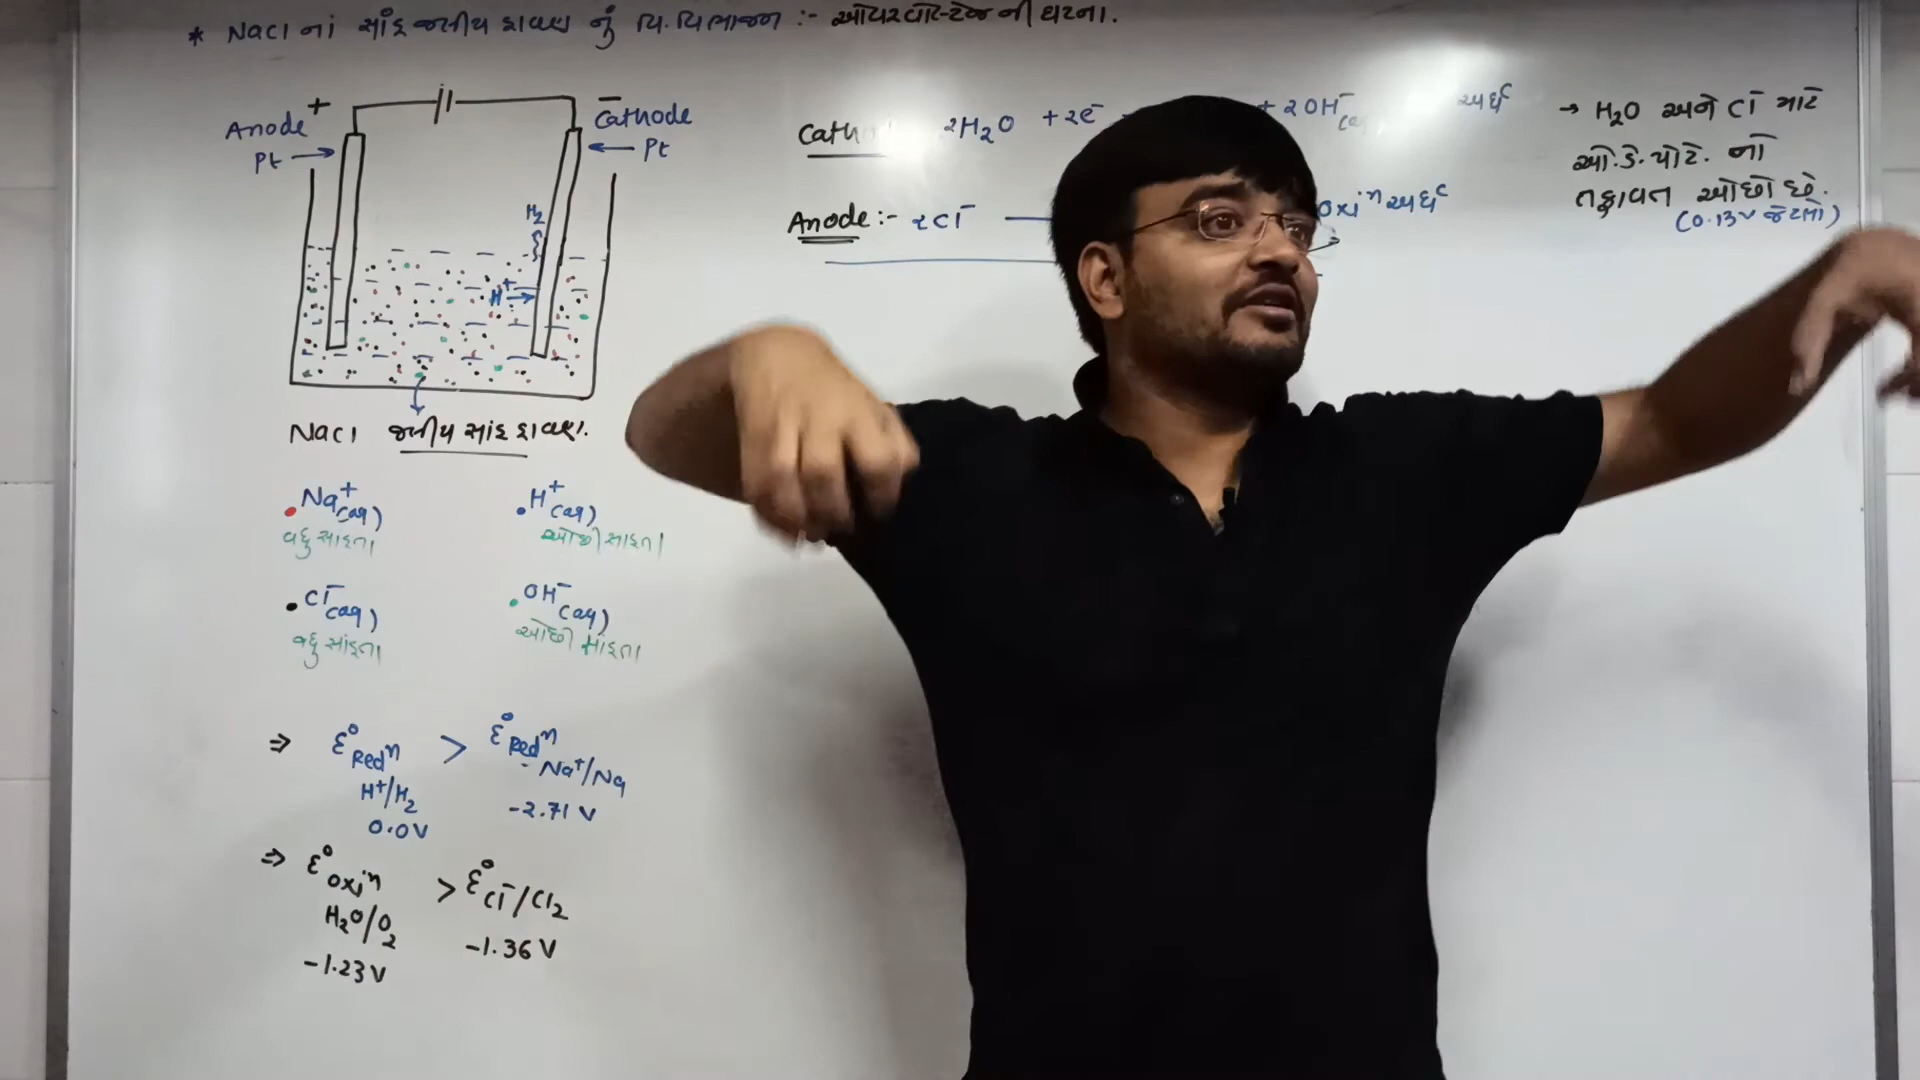 * NaCl નાં સાંદ્ર જલીય દ્રાવણ નું વિ.વિભાજન :- ઓવરવોલ્ટેજ ની ઘટના.
+
Anode
Pt →
−
Cathode
← Pt
H2
H+ →
NaCl જલીય સાંદ્ર દ્રાવણ.
Na+(aq)
વધુ સાંદ્રતા
H+(aq)
ઓછી સાંદ્રતા
Cl−(aq)
વધુ સાંદ્રતા
OH−(aq)
ઓછી સાંદ્રતા
⇒ ε°Redn > ε°Redn
H+/H2 Na+/Na
0.0V -2.71 V
⇒ ε°oxin > ε°Cl−/Cl2
H2O/O2
-1.23V -1.36 V
2H2O + 2e− + 2OH− અર્ધ
Anode :- 2Cl− oxin અર્ધ
→ H2O અને Cl− માટે
ઓ.ડે.પોટે. નો
તફાવત ઓછો છે.
(0.13V જેટલો)